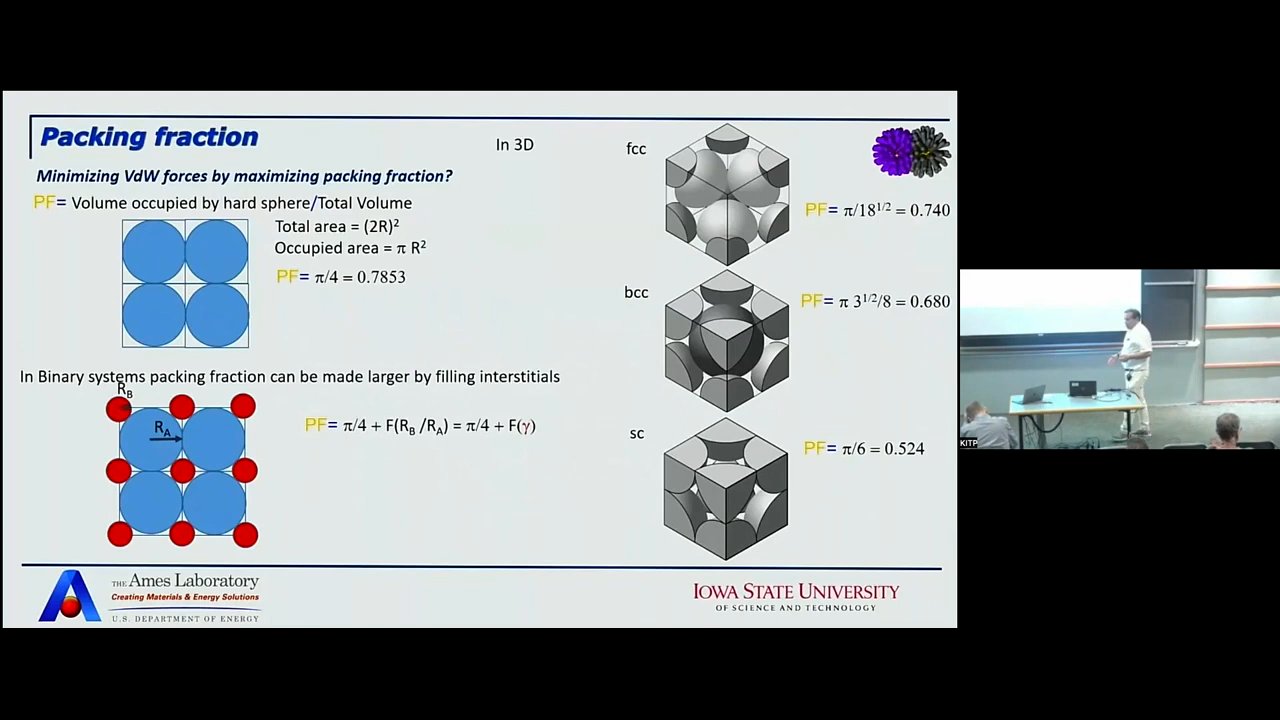 Packing fraction
In 3D
Minimizing VdW forces by maximizing packing fraction?
PF= Volume occupied by hard sphere/Total Volume
Total area = (2R)²
Occupied area = π R²
PF= π/4 = 0.7853
In Binary systems packing fraction can be made larger by filling interstitials
R_B
R_A
PF= π/4 + F(R_B /R_A) = π/4 + F(γ)
fcc
PF= π/18^1/2 = 0.740
bcc
PF= π 3^1/2/8 = 0.680
sc
PF= π/6 = 0.524
THE Ames Laboratory
Creating Materials & Energy Solutions
U.S. DEPARTMENT OF ENERGY
IOWA STATE UNIVERSITY
OF SCIENCE AND TECHNOLOGY
KITP